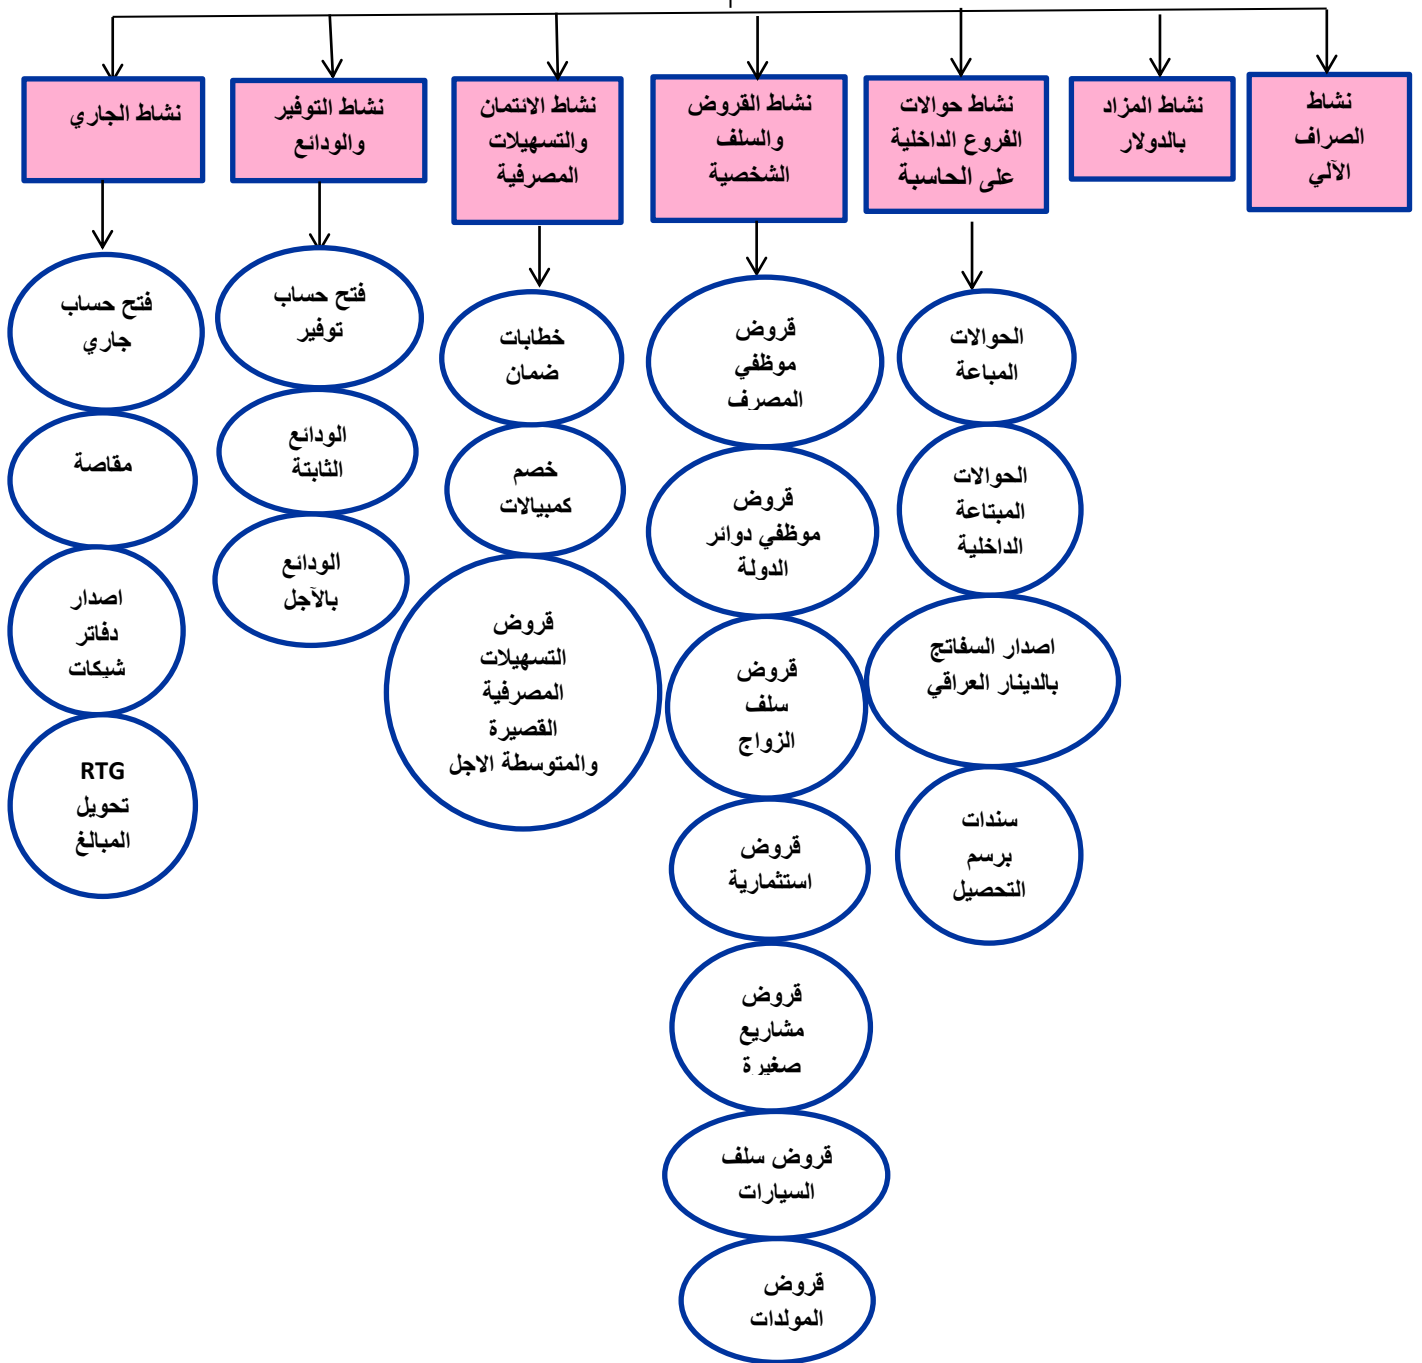 نشاط
الصراف
الآلي
نشاط المزاد
بالدولار
نشاط حوالات
الفروع الداخلية
على الحاسبة
نشاط القروض
والسلف
الشخصية
نشاط الائتمان
والتسهيلات
المصرفية
نشاط التوفير
والودائع
نشاط الجاري
الحوالات
المباعة
الحوالات
المبتاعة
الداخلية
اصدار السفاتج
بالدينار العراقي
سندات
برسم
التحصيل
قروض
موظفي
المصرف
قروض
موظفي دوائر
الدولة
قروض
سلف
الزواج
قروض
استثمارية
قروض
مشاريع
صغيرة
قروض سلف
السيارات
قروض
المولدات
خطابات
ضمان
خصم
كمبيالات
قروض
التسهيلات
المصرفية
القصيرة
والمتوسطة الاجل
فتح حساب
توفير
الودائع
الثابتة
الودائع
بالآجل
فتح حساب
جاري
مقاصة
اصدار
دفاتر
شيكات
RTG
تحويل
المبالغ